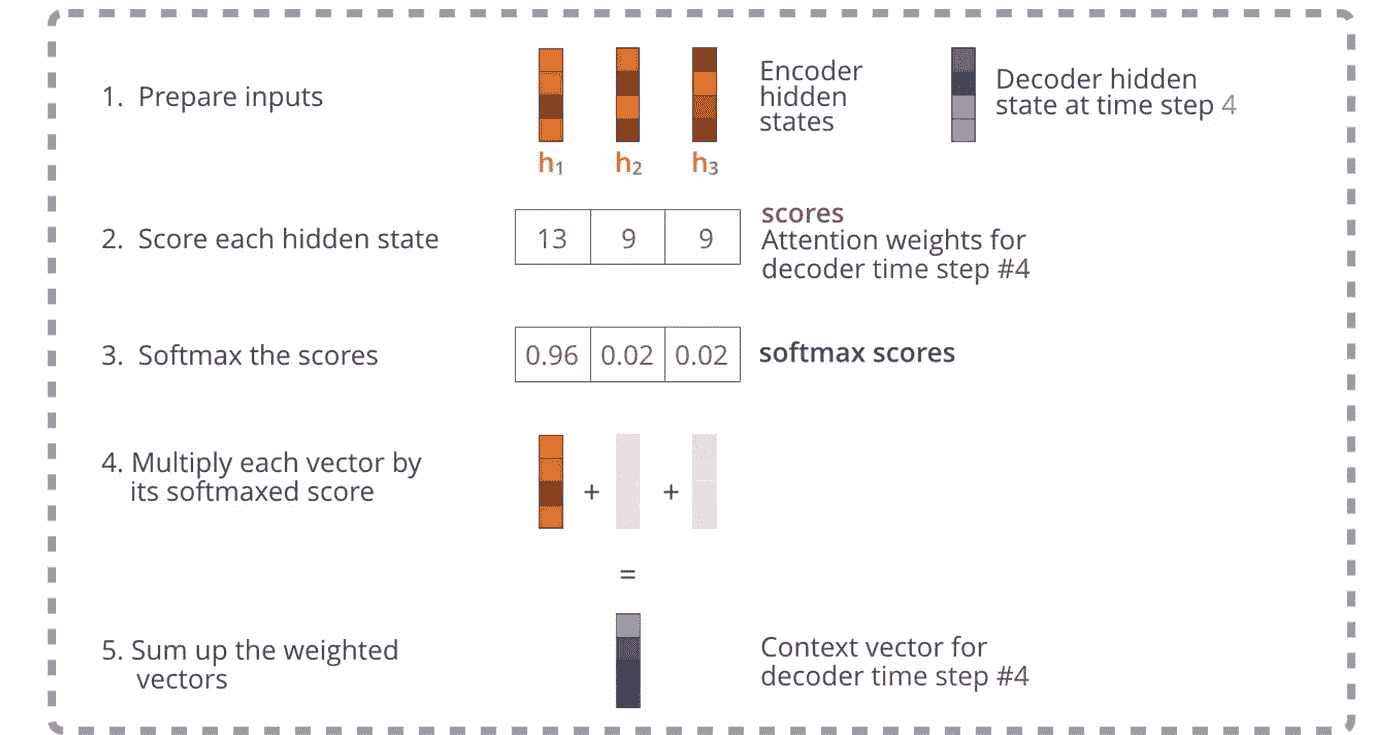 1. Prepare inputs
h1 h2 h3
Encoder
hidden
states
Decoder hidden
state at time step 4
2. Score each hidden state
13 9 9
scores
Attention weights for
decoder time step #4
3. Softmax the scores
0.96 0.02 0.02
softmax scores
4. Multiply each vector by
its softmaxed score
+ +
=
5. Sum up the weighted
vectors
Context vector for
decoder time step #4